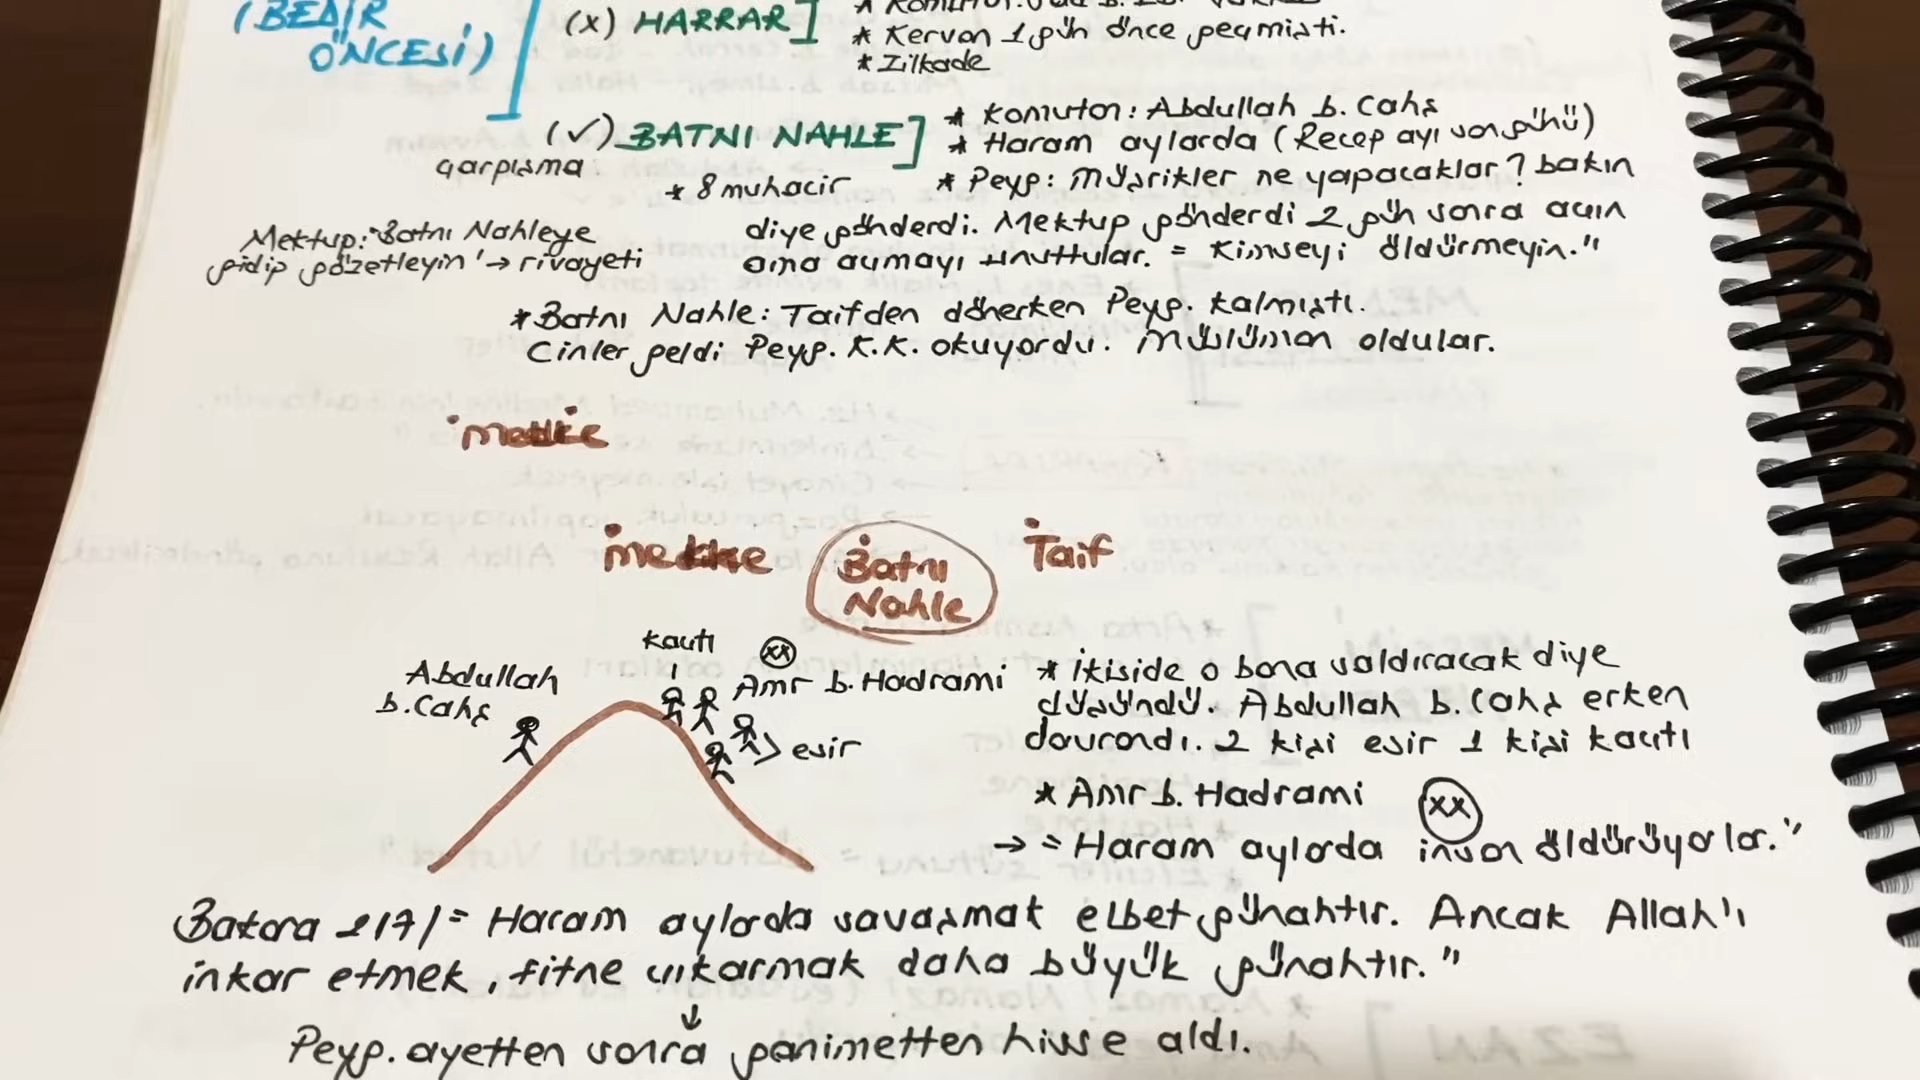 (BEDİR ÖNCESİ)
(x) HARRAR]
* Kervan 1 gün önce geçmişti.
* Zilkade
(✓) BATNI NAHLE]
çarpışma
* 8 muhacir
* Komutan: Abdullah b. Cahş
* Haram aylarda (Recep ayı son günü)
* Peyg: Müşrikler ne yapacaklar? bakın
diye gönderdi. Mektup gönderdi 2 gün sonra açın
ama açmayı unuttular. = Kimseyi öldürmeyin."
Mektup: "Batnı Nahleye
gidip gözetleyin" → rivayeti
* Batnı Nahle: Taifden dönerken Peyg. kalmıştı.
Cinler geldi Peyg. K.K. okuyordu. Müslüman oldular.
Mekke
Mekke
Batnı
Nahle
Taif
kaçtı
xx
Abdullah
b. Cahş
Amr b. Hadrami
esir
* İkiside o bana saldıracak diye
düşündü. Abdullah b. Cahş erken
davrandı. 2 kişi esir 1 kişi kaçtı
* Amr b. Hadrami xx
→ = Haram aylarda insan öldürüyorlar."
Bakara 217/ = Haram aylarda savaşmak elbet günahtır. Ancak Allah'ı
inkar etmek, fitne çıkarmak daha büyük günahtır."
↓
Peyg. ayetten sonra ganimetten hisse aldı.